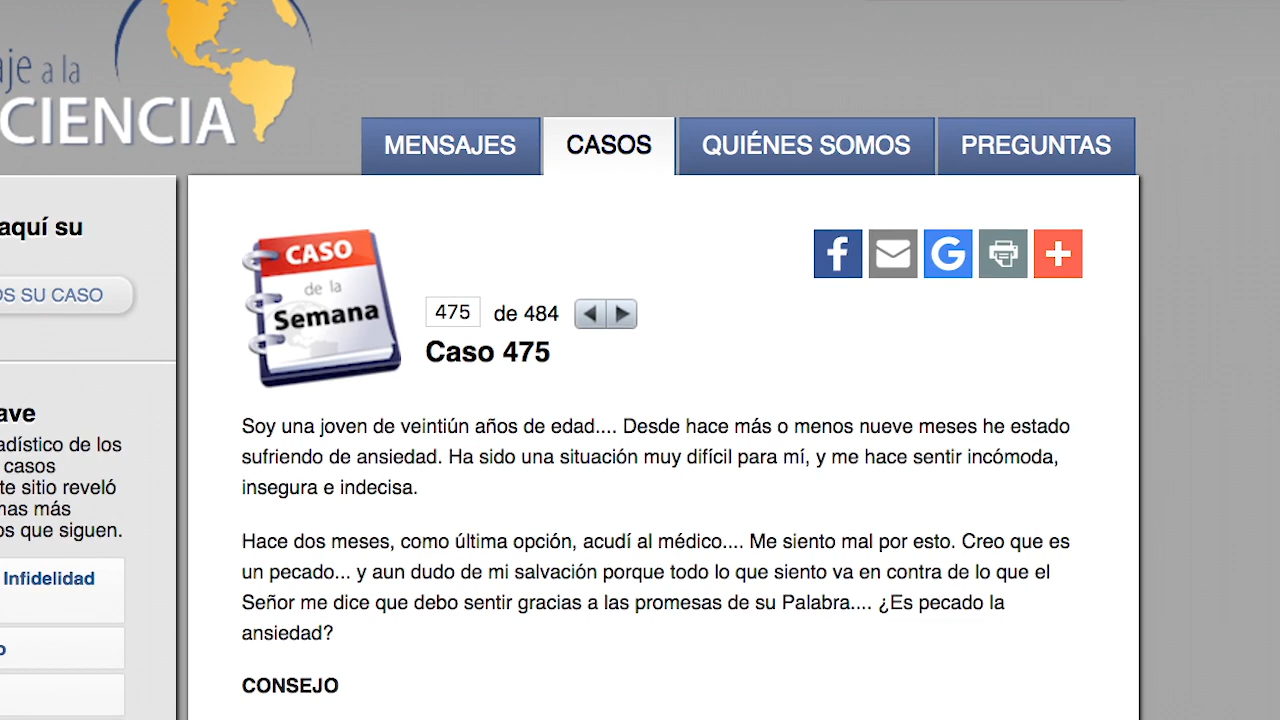 aje a la
CIENCIA
MENSAJES
CASOS
QUIÉNES SOMOS
PREGUNTAS
aquí su
OS SU CASO
CASO
de la
Semana
475 de 484
Caso 475
Soy una joven de veintiún años de edad.... Desde hace más o menos nueve meses he estado
sufriendo de ansiedad. Ha sido una situación muy difícil para mí, y me hace sentir incómoda,
insegura e indecisa.
Hace dos meses, como última opción, acudí al médico.... Me siento mal por esto. Creo que es
un pecado... y aun dudo de mi salvación porque todo lo que siento va en contra de lo que el
Señor me dice que debo sentir gracias a las promesas de su Palabra.... ¿Es pecado la
ansiedad?
CONSEJO
ave
adístico de los
casos
te sitio reveló
mas más
os que siguen.
Infidelidad
o